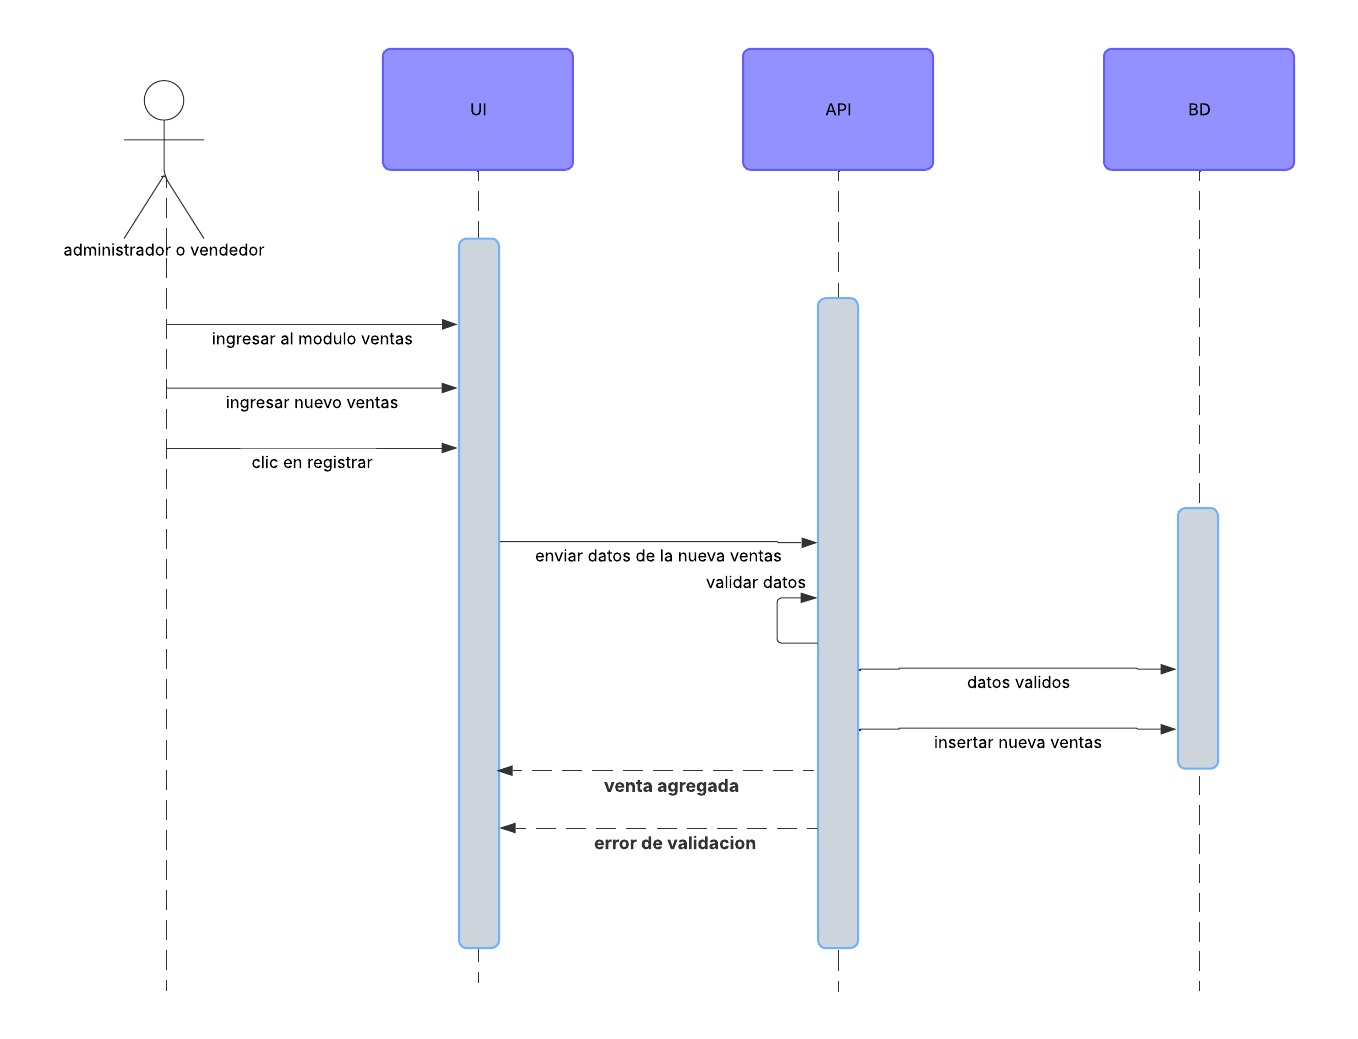 UI
API
BD
administrador o vendedor
ingresar al modulo ventas
ingresar nuevo ventas
clic en registrar
enviar datos de la nueva ventas
validar datos
datos validos
insertar nueva ventas
venta agregada
error de validacion